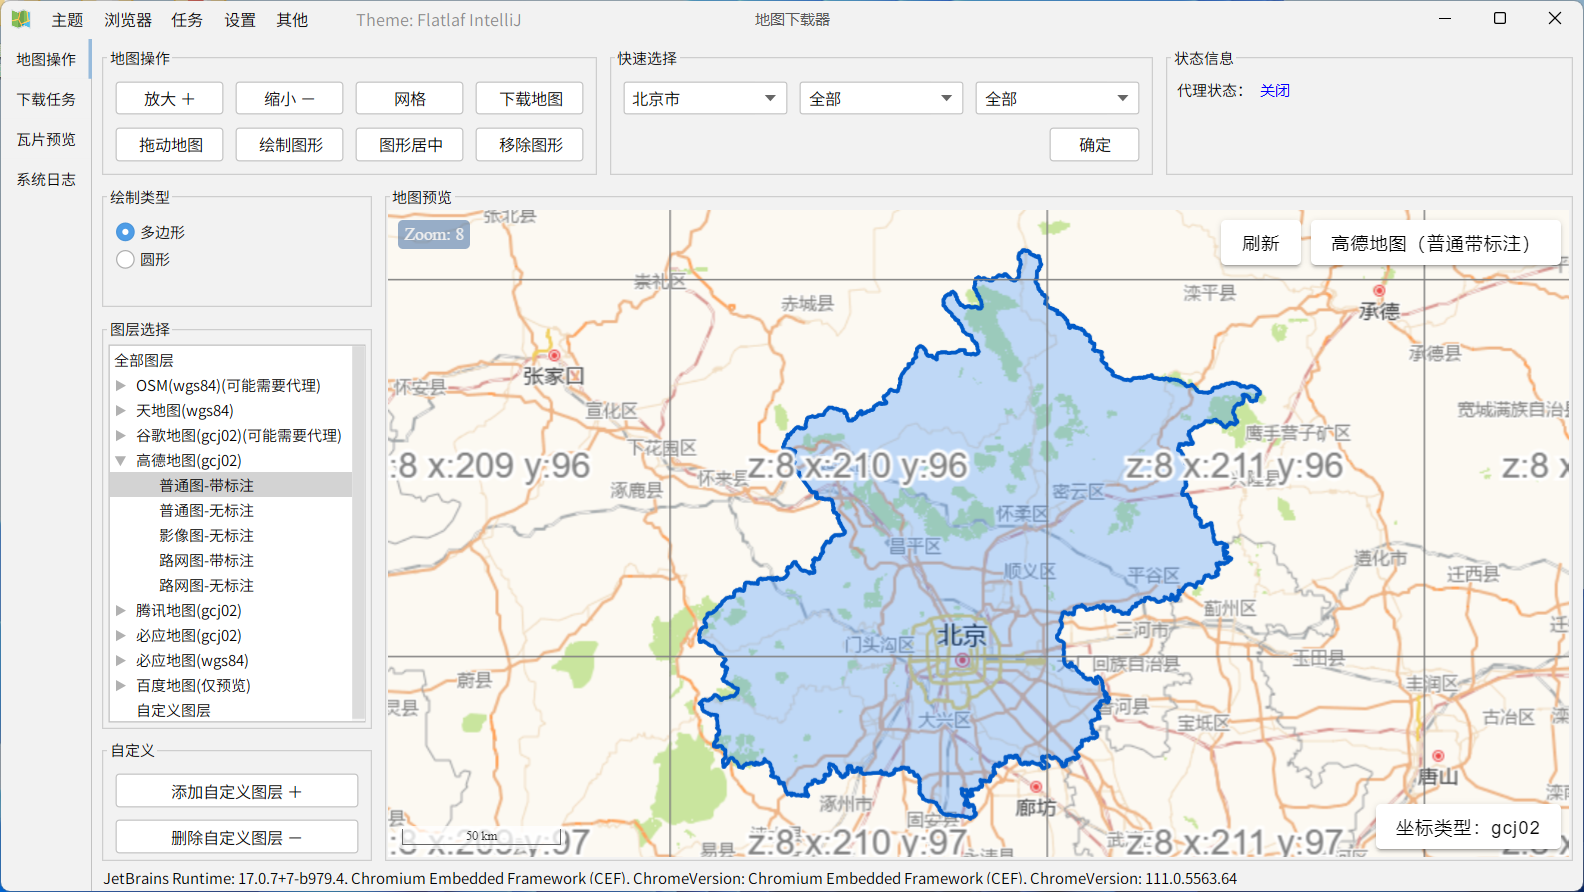 主题 浏览器 任务 设置 其他 Theme: Flatlaf IntelliJ 地图下载器
地图操作
下载任务
瓦片预览
系统日志
地图操作
放大 + 缩小 － 网格 下载地图
拖动地图 绘制图形 图形居中 移除图形
快速选择
北京市 全部 全部
确定
状态信息
代理状态： 关闭
绘制类型
多边形
圆形
图层选择
全部图层
OSM(wgs84)(可能需要代理)
天地图(wgs84)
谷歌地图(gcj02)(可能需要代理)
高德地图(gcj02)
普通图-带标注
普通图-无标注
影像图-无标注
路网图-带标注
路网图-无标注
腾讯地图(gcj02)
必应地图(gcj02)
必应地图(wgs84)
百度地图(仅预览)
自定义图层
自定义
添加自定义图层 +
删除自定义图层 －
地图预览
张北县
Zoom: 8
刷新 高德地图（普通带标注）
崇礼区
赤城县
滦平县
承德
承德县
张家口
怀安县
宣化区
宽城满族自治县
下花园区
鹰手营子矿区
:8 x:209 y:96 z:8 x:210 y:96 z:8 x:211 y:96 z:8 x
怀来县
涿鹿县
兴隆县
密云区
怀柔区
昌平区
顺义区
平谷区
遵化市
迁西县
蓟州区
三河市
北京
门头沟区
回族自治县
玉田县
蔚县
丰润区
灵县
香河县
大兴区
宝坻区
古冶区
唐山
廊坊
涿州市
固安县
坐标类型：gcj02
50 km
:8 x:209 y:97 z:8 x:210 y:97 z:8 x:211 y:97
易县
永清县
JetBrains Runtime: 17.0.7+7-b979.4. Chromium Embedded Framework (CEF). ChromeVersion: Chromium Embedded Framework (CEF). ChromeVersion: 111.0.5563.64